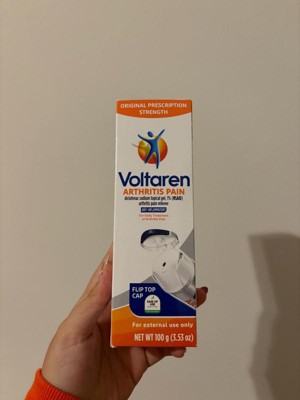 ORIGINAL PRESCRIPTION
STRENGTH
Voltaren
ARTHRITIS PAIN
diclofenac sodium topical gel, 1% (NSAID)
arthritis pain reliever
FLIP TOP
CAP
For external use only
NET WT 100 g (3.53 oz)